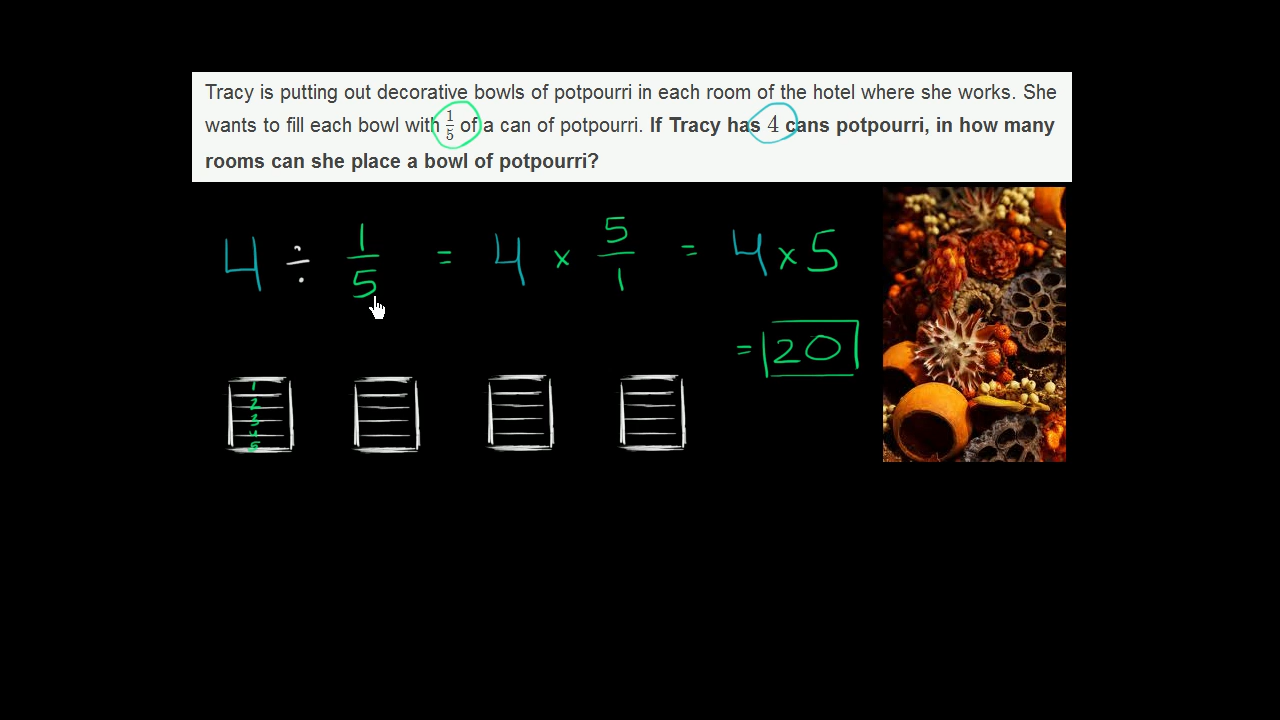 Tracy is putting out decorative bowls of potpourri in each room of the hotel where she works. She
wants to fill each bowl with 1/5 of a can of potpourri. If Tracy has 4 cans potpourri, in how many
rooms can she place a bowl of potpourri?
4 ÷ 1/5 = 4 × 5/1 = 4 × 5
= 20
1
2
3
4
5